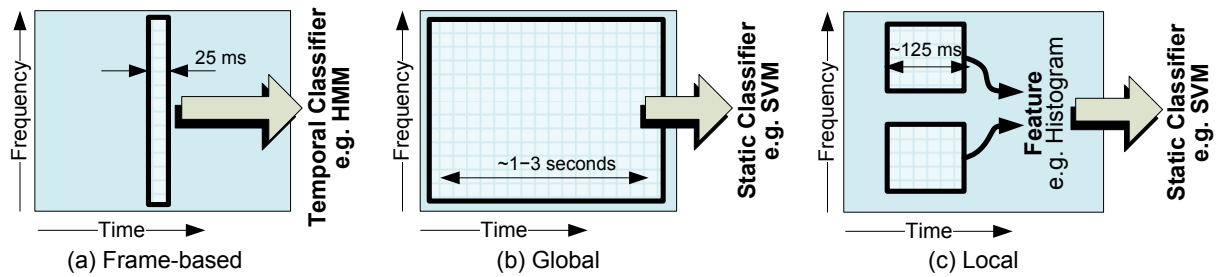 Frequency
25 ms
Temporal Classifier
e.g. HMM
Time
(a) Frame-based
Frequency
~1–3 seconds
Static Classifier
e.g. SVM
Time
(b) Global
Frequency
~125 ms
Feature
e.g. Histogram
Static Classifier
e.g. SVM
Time
(c) Local